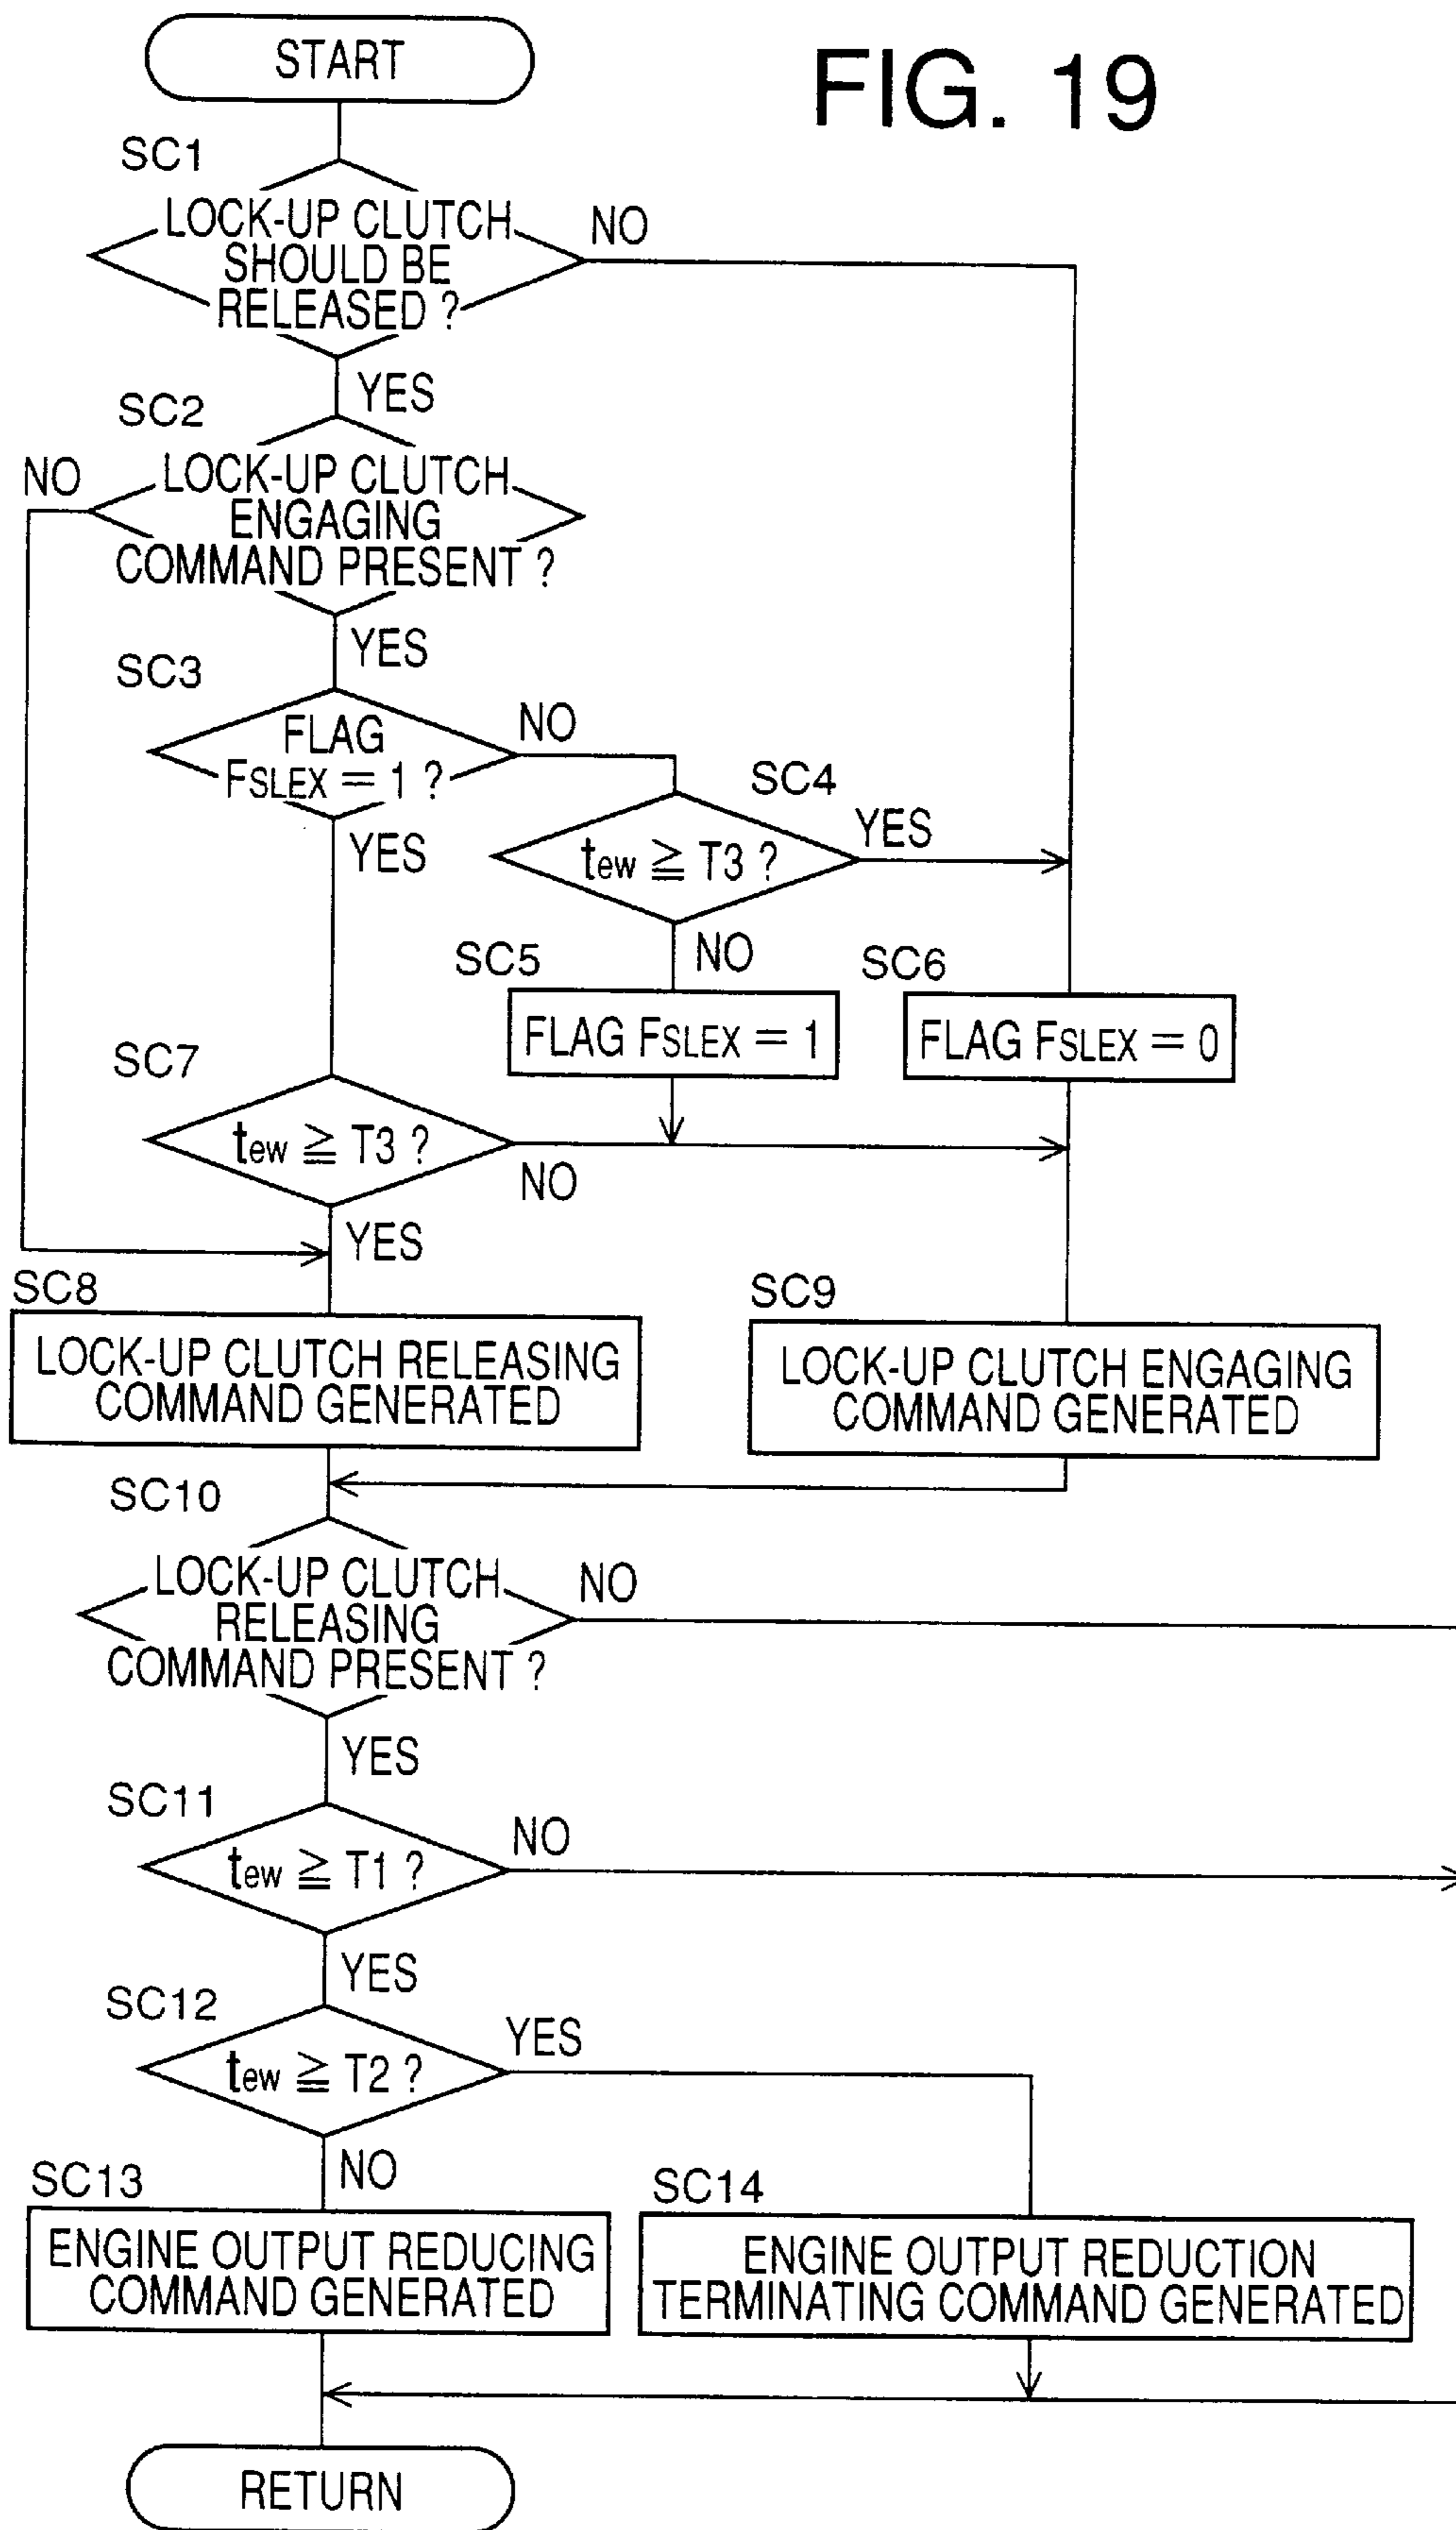 START
FIG. 19
SC1
LOCK-UP CLUTCH
SHOULD BE
RELEASED ?
NO
YES
SC2
NO
LOCK-UP CLUTCH
ENGAGING
COMMAND PRESENT ?
YES
SC3
FLAG
FSLEX = 1 ?
NO
YES
SC4
tew ≧ T3 ?
YES
NO
SC5
FLAG FSLEX = 1
SC6
FLAG FSLEX = 0
SC7
tew ≧ T3 ?
NO
YES
SC8
LOCK-UP CLUTCH RELEASING
COMMAND GENERATED
SC9
LOCK-UP CLUTCH ENGAGING
COMMAND GENERATED
SC10
LOCK-UP CLUTCH
RELEASING
COMMAND PRESENT ?
NO
YES
SC11
tew ≧ T1 ?
NO
YES
SC12
tew ≧ T2 ?
YES
NO
SC13
ENGINE OUTPUT REDUCING
COMMAND GENERATED
SC14
ENGINE OUTPUT REDUCTION
TERMINATING COMMAND GENERATED
RETURN